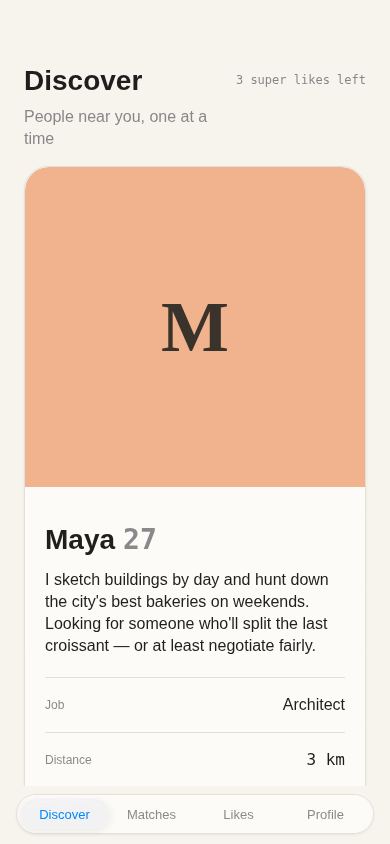 Discover
3 super likes left
People near you, one at a
time
M
Maya 27
I sketch buildings by day and hunt down
the city's best bakeries on weekends.
Looking for someone who'll split the last
croissant — or at least negotiate fairly.
Job
Architect
Distance
3 km
Discover
Matches
Likes
Profile